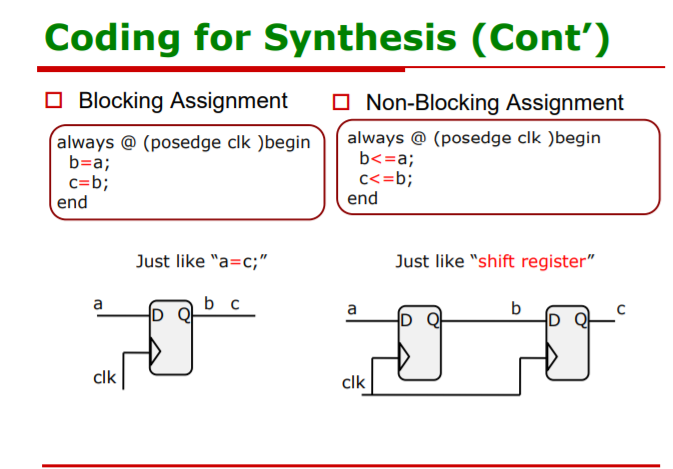 Coding for Synthesis (Cont’)
Blocking Assignment
always @ (posedge clk )begin
b=a;
c=b;
end
Just like “a=c;”
a
D Q
b c
clk
Non-Blocking Assignment
always @ (posedge clk )begin
b<=a;
c<=b;
end
Just like “shift register”
a
D Q
b
D Q
c
clk